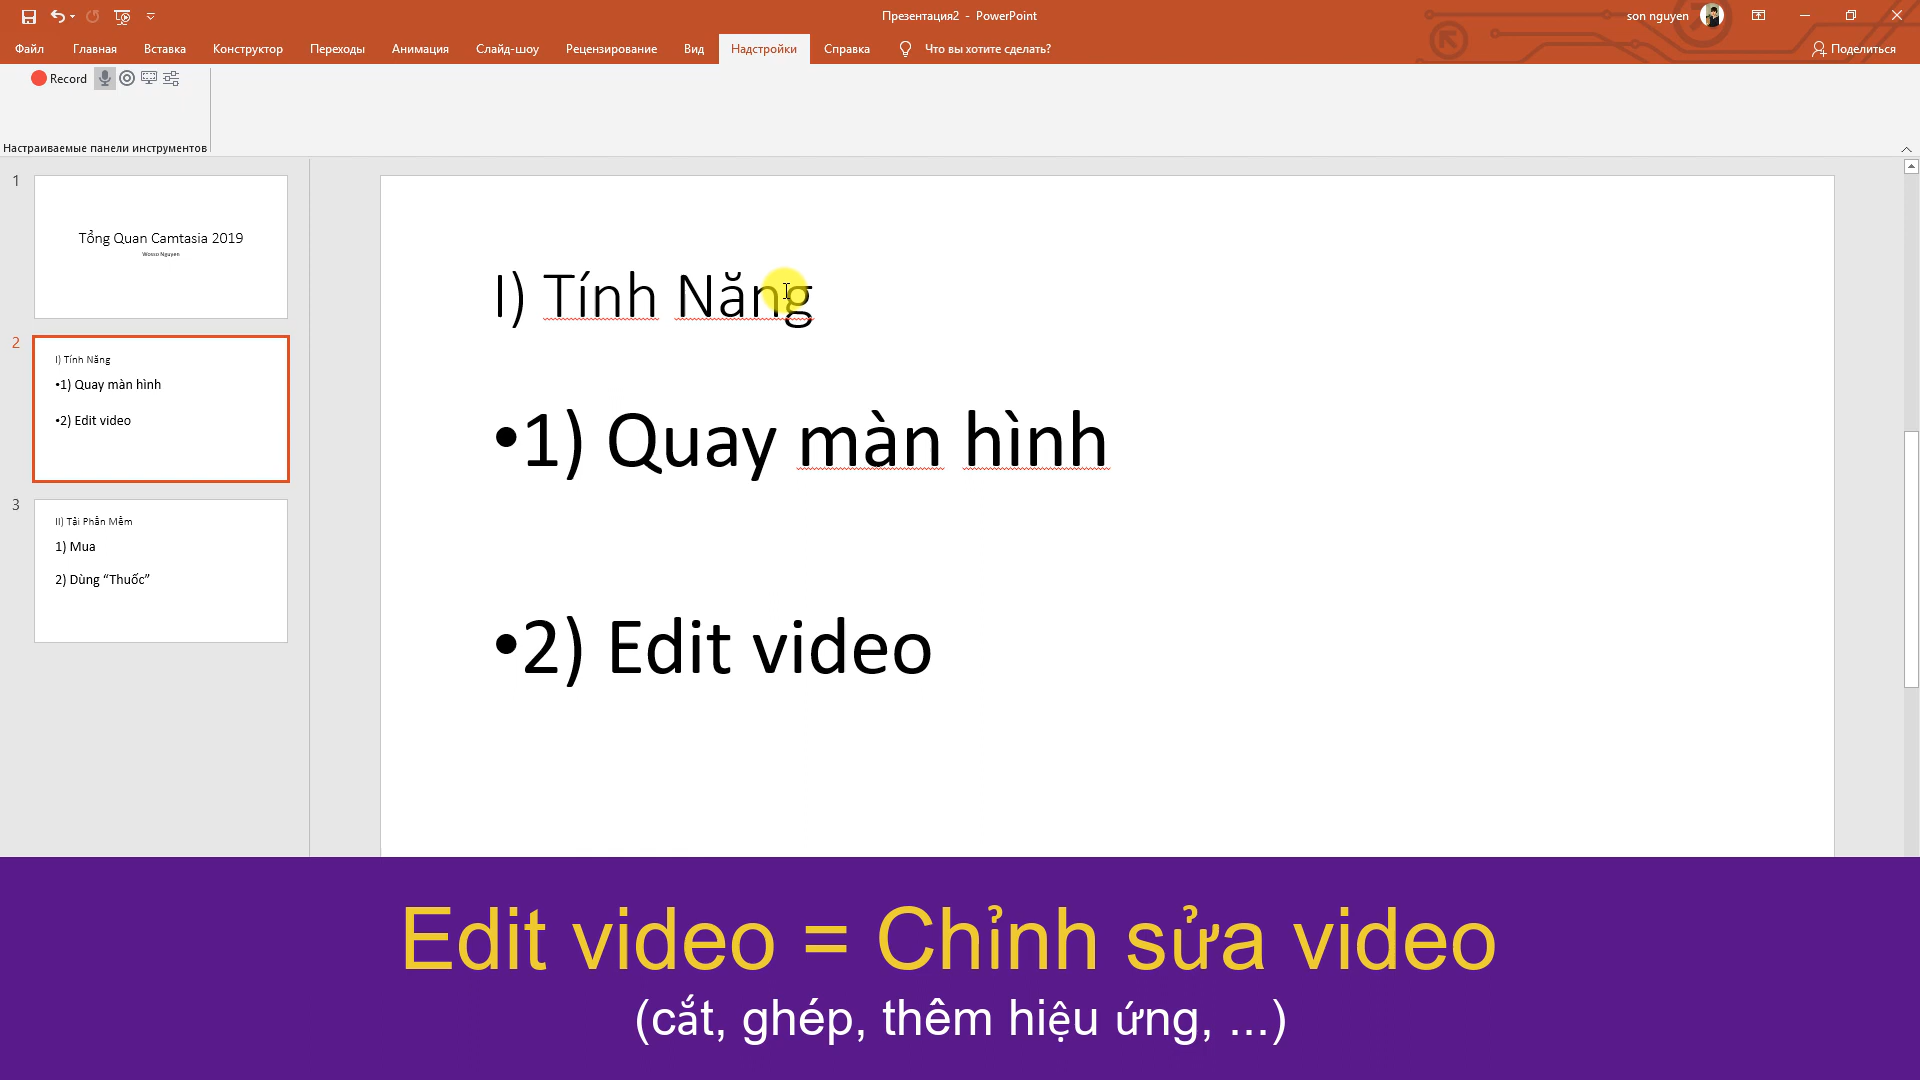 Презентация2 - PowerPoint
son nguyen
Файл Главная Вставка Конструктор Переходы Анимация Слайд-шоу Рецензирование Вид Надстройки Справка Что вы хотите сделать? Поделиться
Record
Настраиваемые панели инструментов
1
Tổng Quan Camtasia 2019
Wosso Nguyen
2
I) Tính Năng
•1) Quay màn hình
•2) Edit video
3
II) Tải Phần Mềm
1) Mua
2) Dùng “Thuốc”
I) Tính Năng
•1) Quay màn hình
•2) Edit video
Edit video = Chỉnh sửa video
(cắt, ghép, thêm hiệu ứng, ...)